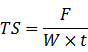 TS = F / (W × t)